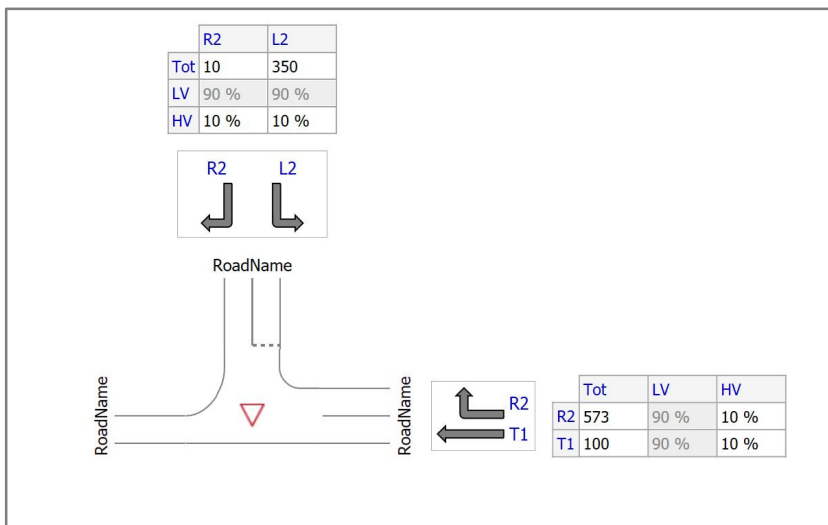 R2 L2
Tot 10 350
LV 90 % 90 %
HV 10 % 10 %
R2 L2
RoadName
RoadName
RoadName
R2
T1
Tot LV HV
R2 573 90 % 10 %
T1 100 90 % 10 %